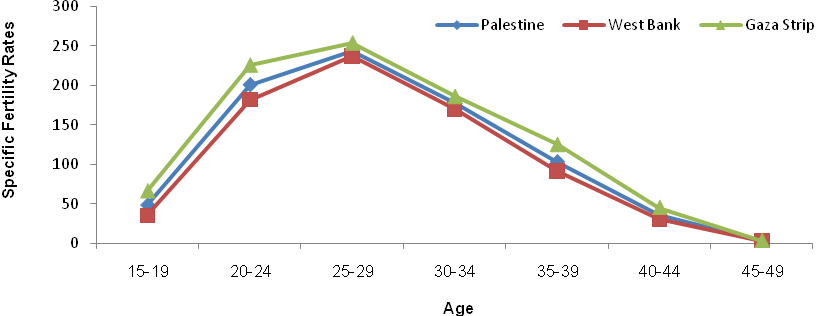 Palestine West Bank Gaza Strip
Specific Fertility Rates
300
250
200
150
100
50
0
15-19 20-24 25-29 30-34 35-39 40-44 45-49
Age